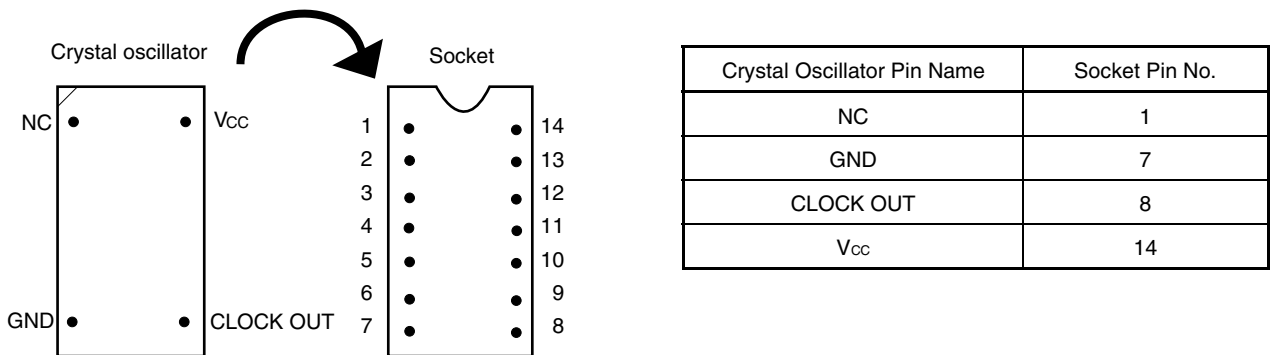 Crystal oscillator
NC
VCC
GND
CLOCK OUT
Socket
1 14
2 13
3 12
4 11
5 10
6 9
7 8
Crystal Oscillator Pin Name Socket Pin No.
NC 1
GND 7
CLOCK OUT 8
VCC 14